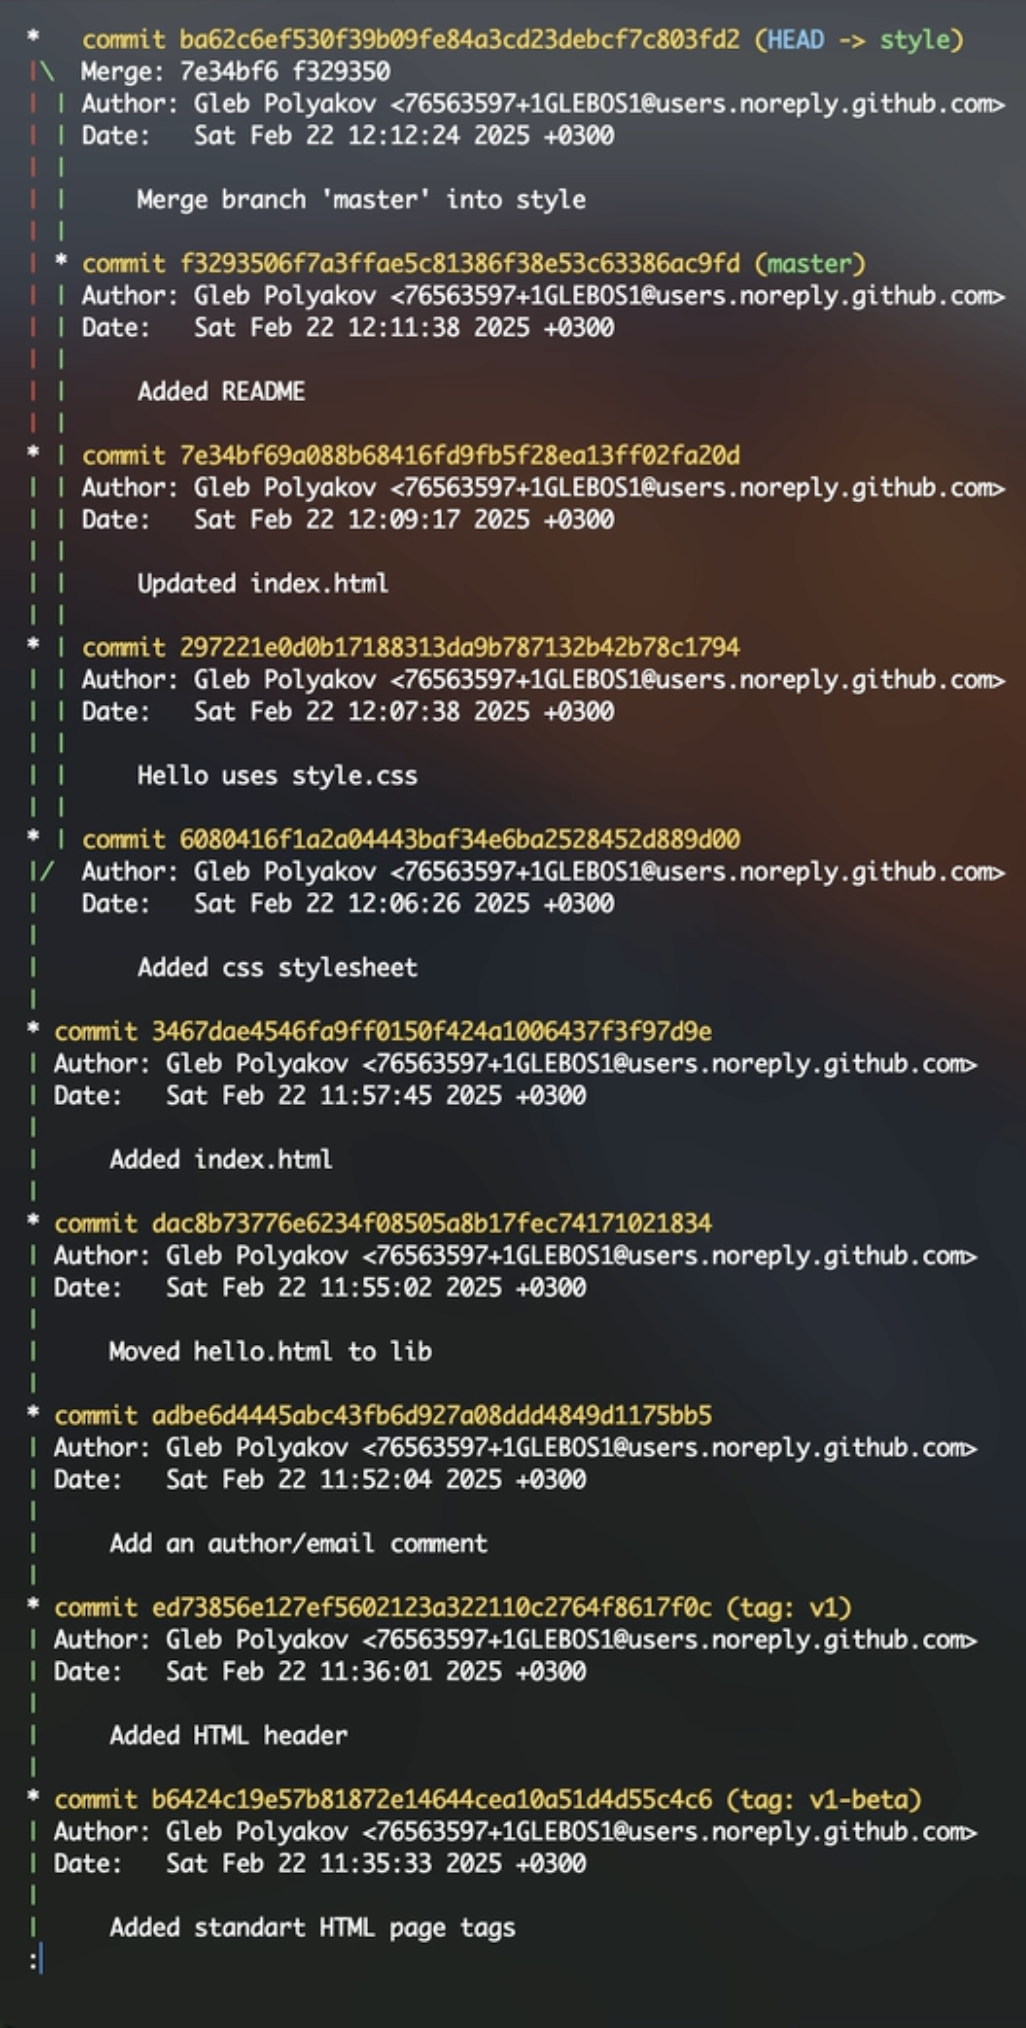 *   commit ba62c6ef530f39b09fe84a3cd23debcf7c803fd2 (HEAD -> style)
|\  Merge: 7e34bf6 f329350
| | Author: Gleb Polyakov <76563597+1GLEBOS1@users.noreply.github.com>
| | Date:   Sat Feb 22 12:12:24 2025 +0300
| |
| |     Merge branch 'master' into style
| |
| * commit f3293506f7a3ffae5c81386f38e53c63386ac9fd (master)
| | Author: Gleb Polyakov <76563597+1GLEBOS1@users.noreply.github.com>
| | Date:   Sat Feb 22 12:11:38 2025 +0300
| |
| |     Added README
| |
* | commit 7e34bf69a088b68416fd9fb5f28ea13ff02fa20d
| | Author: Gleb Polyakov <76563597+1GLEBOS1@users.noreply.github.com>
| | Date:   Sat Feb 22 12:09:17 2025 +0300
| |
| |     Updated index.html
| |
* | commit 297221e0d0b17188313da9b787132b42b78c1794
| | Author: Gleb Polyakov <76563597+1GLEBOS1@users.noreply.github.com>
| | Date:   Sat Feb 22 12:07:38 2025 +0300
| |
| |     Hello uses style.css
| |
* | commit 6080416f1a2a04443baf34e6ba2528452d889d00
|/  Author: Gleb Polyakov <76563597+1GLEBOS1@users.noreply.github.com>
|   Date:   Sat Feb 22 12:06:26 2025 +0300
|
|       Added css stylesheet
|
* commit 3467dae4546fa9ff0150f424a1006437f3f97d9e
| Author: Gleb Polyakov <76563597+1GLEBOS1@users.noreply.github.com>
| Date:   Sat Feb 22 11:57:45 2025 +0300
|
|     Added index.html
|
* commit dac8b73776e6234f08505a8b17fec74171021834
| Author: Gleb Polyakov <76563597+1GLEBOS1@users.noreply.github.com>
| Date:   Sat Feb 22 11:55:02 2025 +0300
|
|     Moved hello.html to lib
|
* commit adbe6d4445abc43fb6d927a08ddd4849d1175bb5
| Author: Gleb Polyakov <76563597+1GLEBOS1@users.noreply.github.com>
| Date:   Sat Feb 22 11:52:04 2025 +0300
|
|     Add an author/email comment
|
* commit ed73856e127ef5602123a322110c2764f8617f0c (tag: v1)
| Author: Gleb Polyakov <76563597+1GLEBOS1@users.noreply.github.com>
| Date:   Sat Feb 22 11:36:01 2025 +0300
|
|     Added HTML header
|
* commit b6424c19e57b81872e14644cea10a51d4d55c4c6 (tag: v1-beta)
| Author: Gleb Polyakov <76563597+1GLEBOS1@users.noreply.github.com>
| Date:   Sat Feb 22 11:35:33 2025 +0300
|
|     Added standart HTML page tags
: